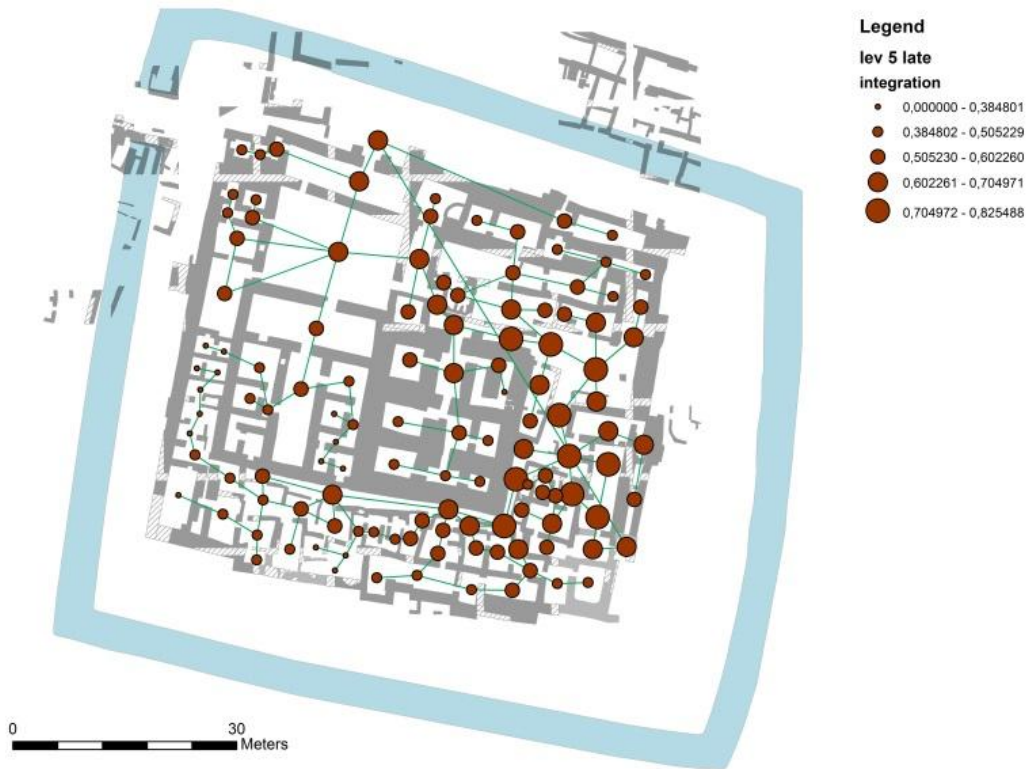 Legend
lev 5 late
integration
0,000000 - 0,384801
0,384802 - 0,505229
0,505230 - 0,602260
0,602261 - 0,704971
0,704972 - 0,825488
0 30
Meters